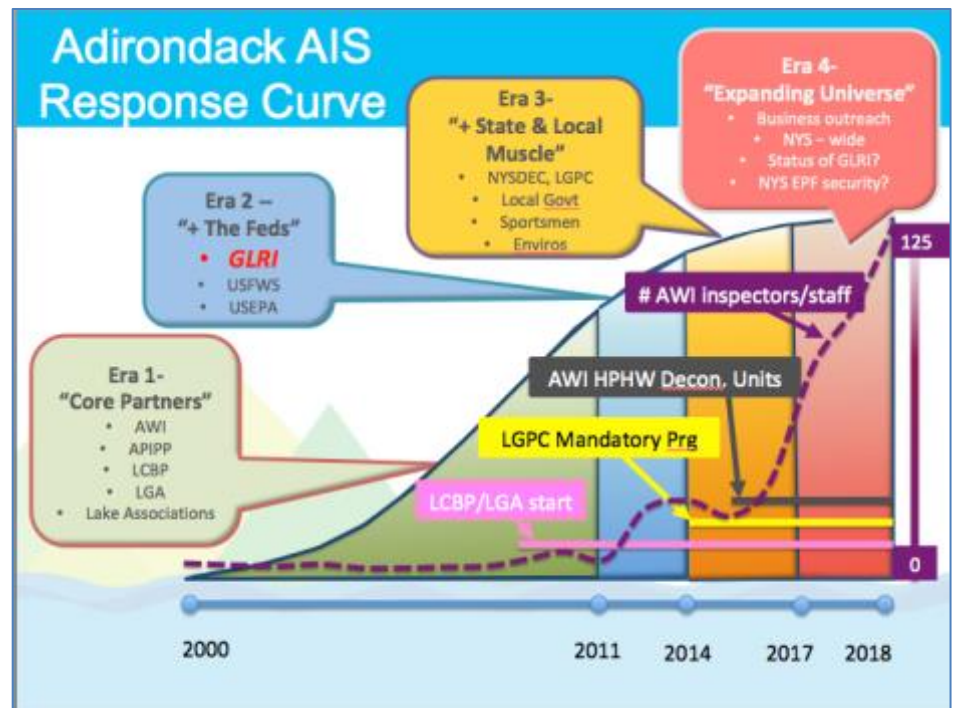 Adirondack AIS
Response Curve
Era 1-
"Core Partners"
• AWI
• APIPP
• LCBP
• LGA
• Lake Associations
Era 2 –
"+ The Feds"
• GLRI
• USFWS
• USEPA
Era 3-
"+ State & Local
Muscle"
• NYSDEC, LGPC
• Local Govt
• Sportsmen
• Enviros
Era 4-
"Expanding Universe"
• Business outreach
• NYS – wide
• Status of GLRI?
• NYS EPF security?
125
# AWI inspectors/staff
AWI HPHW Decon, Units
LGPC Mandatory Prg
LCBP/LGA start
0
2000
2011
2014
2017
2018